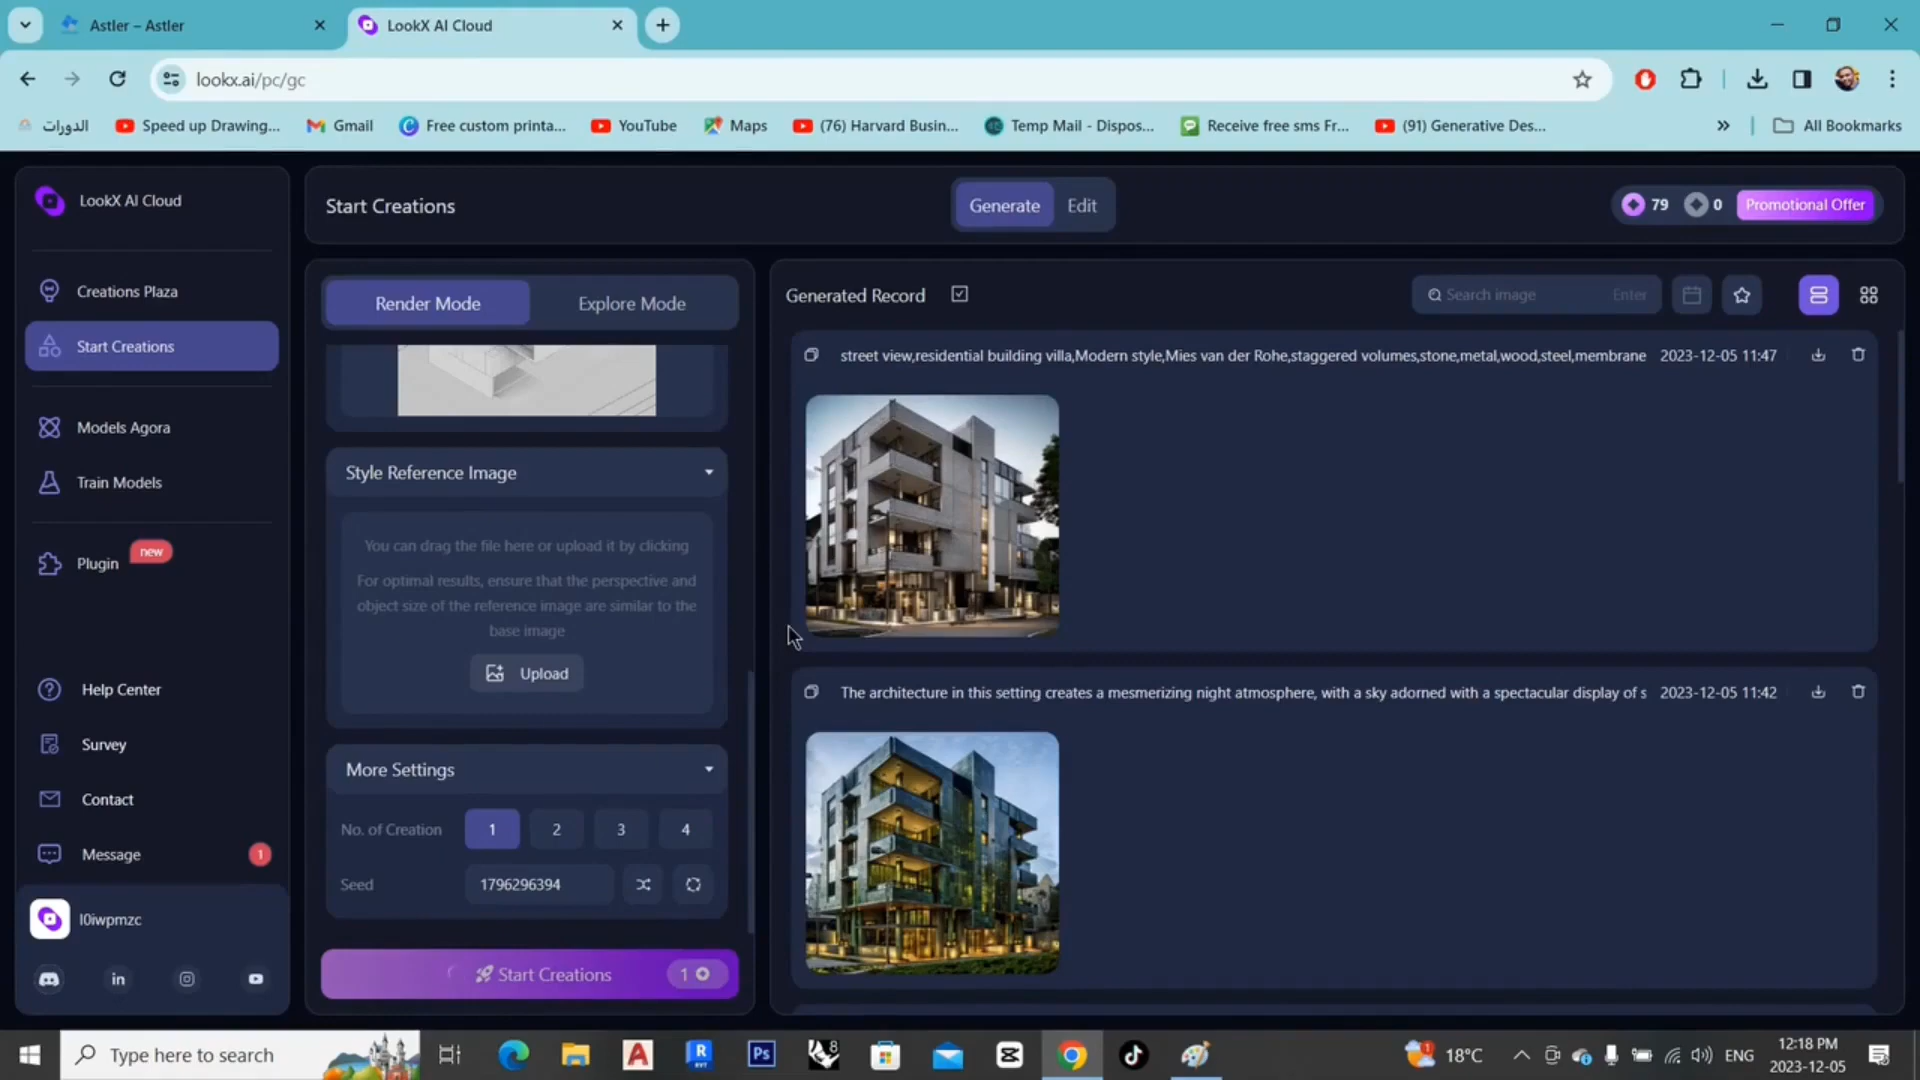 Astler – Astler
LookX AI Cloud
lookx.ai/pc/gc
الدورات
Speed up Drawing...
Gmail
Free custom printa...
YouTube
Maps
(76) Harvard Busin...
Temp Mail - Dispos...
Receive free sms Fr...
(91) Generative Des...
All Bookmarks
LookX AI Cloud
Start Creations
Generate
Edit
79
0
Promotional Offer
Creations Plaza
Start Creations
Models Agora
Train Models
Plugin
new
Help Center
Survey
Contact
Message
1
l0iwpmzc
in
Render Mode
Explore Mode
Style Reference Image
You can drag the file here or upload it by clicking
For optimal results, ensure that the perspective and
object size of the reference image are similar to the
base image
Upload
More Settings
No. of Creation
1
2
3
4
Seed
1796296394
Start Creations
1
Generated Record
Search image
Enter
street view,residential building villa,Modern style,Mies van der Rohe,staggered volumes,stone,metal,wood,steel,membrane
2023-12-05 11:47
The architecture in this setting creates a mesmerizing night atmosphere, with a sky adorned with a spectacular display of s
2023-12-05 11:42
Type here to search
A
R
RVT
Ps
8
1
18°C
ENG
12:18 PM
2023-12-05